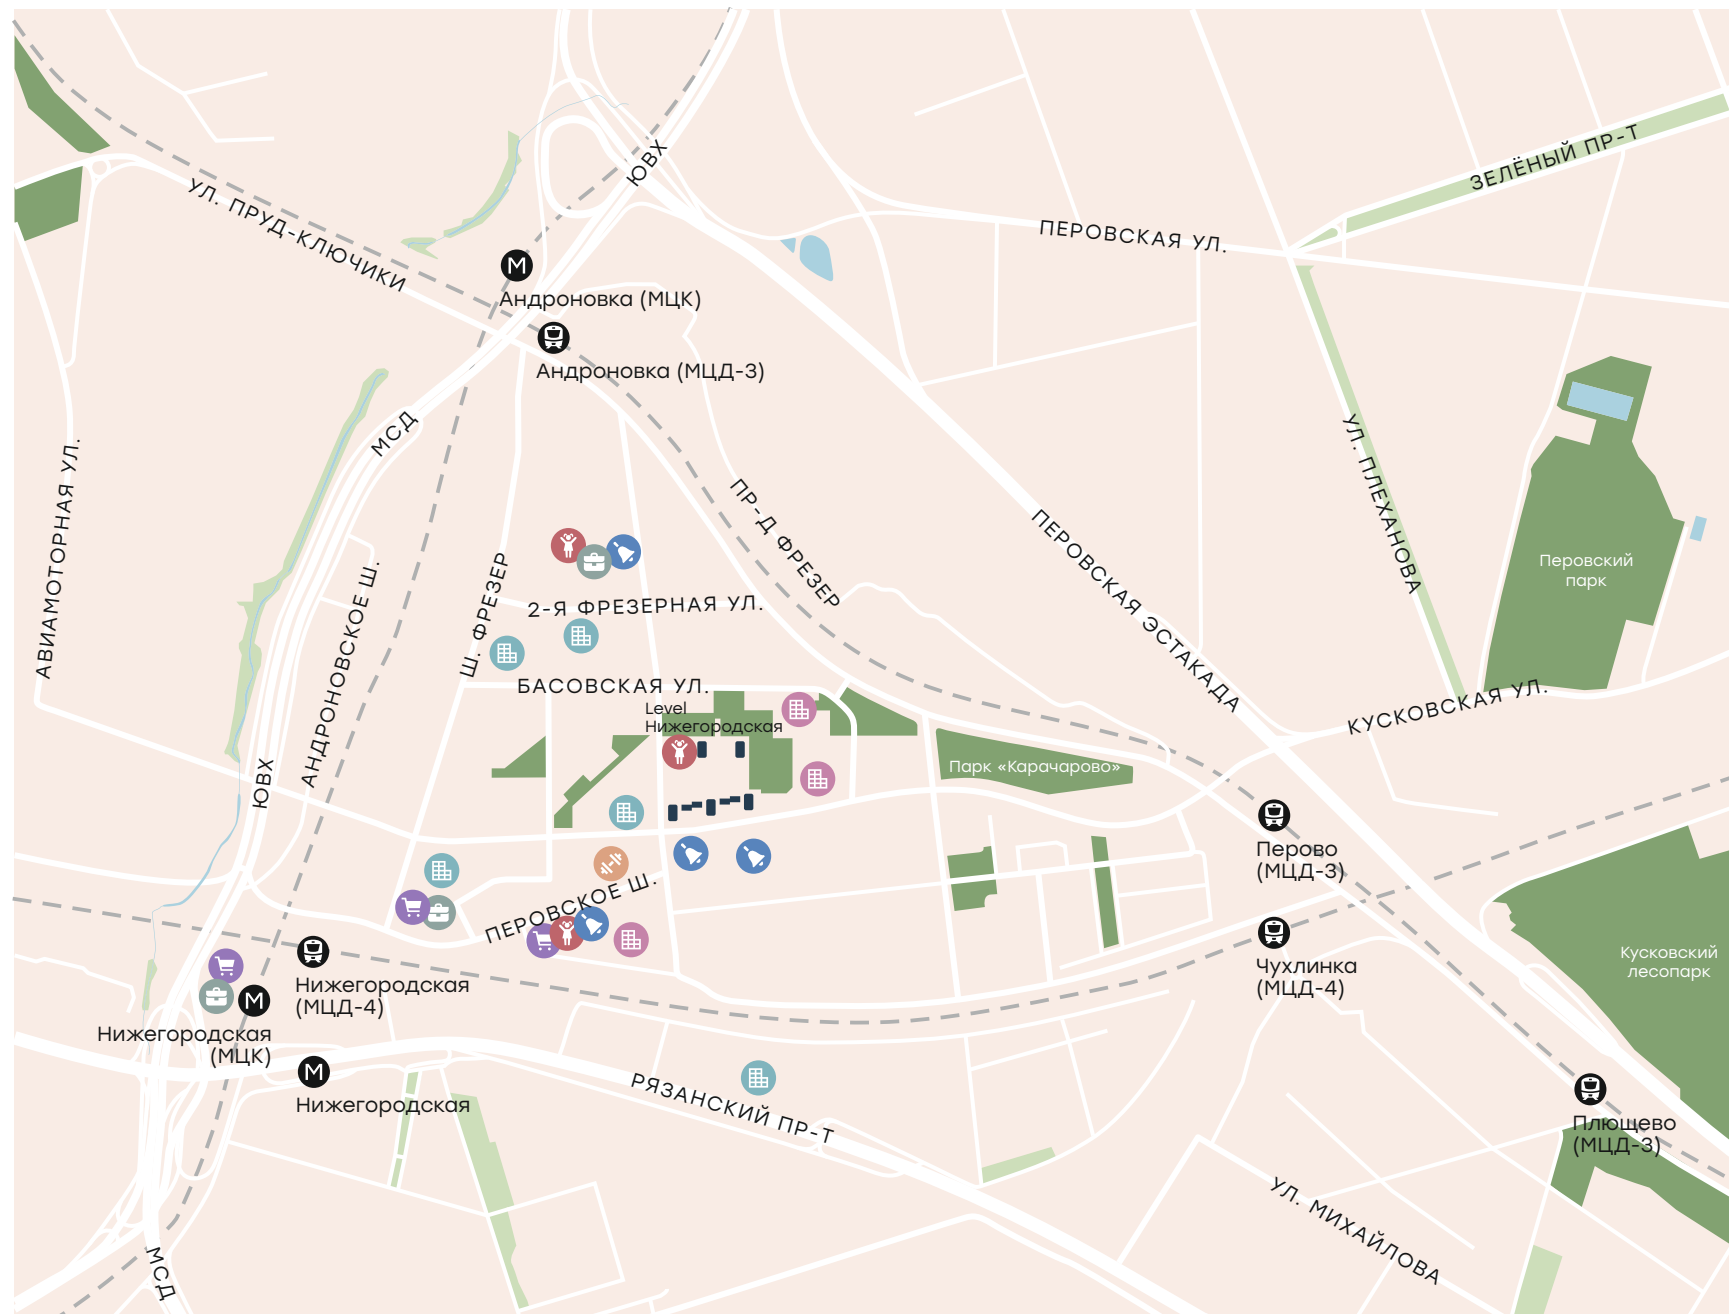 ЮВХ
ЗЕЛЁНЫЙ ПР-Т
УЛ. ПРУД-КЛЮЧИКИ
ПЕРОВСКАЯ УЛ.
М
Андроновка (МЦК)
Андроновка (МЦД-3)
МСД
АВИАМОТОРНАЯ УЛ.
УЛ. ПЛЕХАНОВА
ПР-Д ФРЕЗЕР
ПЕРОВСКАЯ ЭСТАКАДА
Перовский
парк
АНДРОНОВСКОЕ Ш.
Ш. ФРЕЗЕР
2-Я ФРЕЗЕРНАЯ УЛ.
БАСОВСКАЯ УЛ.
Level
Нижегородская
КУСКОВСКАЯ УЛ.
ЮВХ
Парк «Карачарово»
Перово
(МЦД-3)
ПЕРОВСКОЕ Ш.
Нижегородская
(МЦД-4)
Чухлинка
(МЦД-4)
Кусковский
лесопарк
М
Нижегородская
(МЦК)
М
Нижегородская
РЯЗАНСКИЙ ПР-Т
Плющево
(МЦД-3)
УЛ. МИХАЙЛОВА
МСД